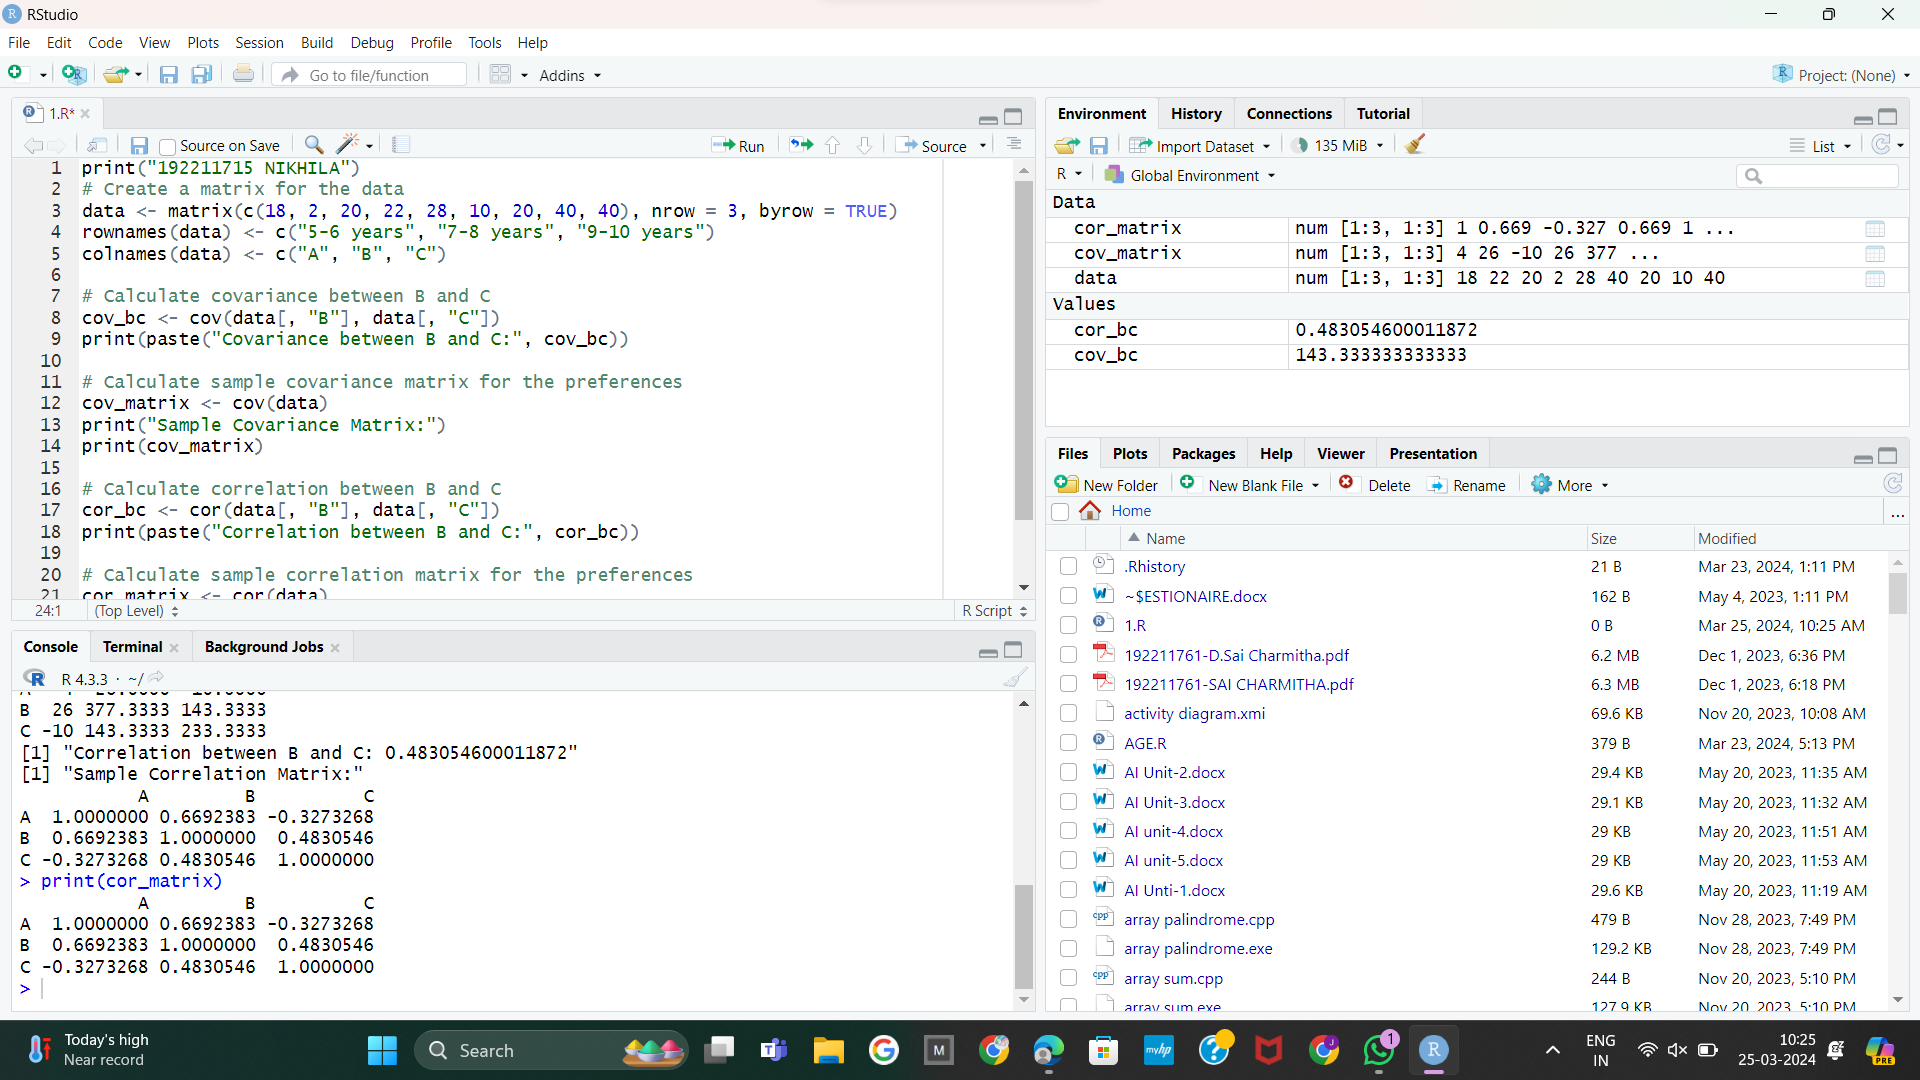 RStudio
File Edit Code View Plots Session Build Debug Profile Tools Help
Go to file/function Addins Project: (None)
1.R*
Source on Save Run Source
1 print("192211715 NIKHILA")
2 # Create a matrix for the data
3 data <- matrix(c(18, 2, 20, 22, 28, 10, 20, 40, 40), nrow = 3, byrow = TRUE)
4 rownames(data) <- c("5-6 years", "7-8 years", "9-10 years")
5 colnames(data) <- c("A", "B", "C")
6
7 # Calculate covariance between B and C
8 cov_bc <- cov(data[, "B"], data[, "C"])
9 print(paste("Covariance between B and C:", cov_bc))
10
11 # Calculate sample covariance matrix for the preferences
12 cov_matrix <- cov(data)
13 print("Sample Covariance Matrix:")
14 print(cov_matrix)
15
16 # Calculate correlation between B and C
17 cor_bc <- cor(data[, "B"], data[, "C"])
18 print(paste("Correlation between B and C:", cor_bc))
19
20 # Calculate sample correlation matrix for the preferences
21 cor_matrix <- cor(data)
24:1 (Top Level) R Script
Console Terminal Background Jobs
R 4.3.3 · ~/
B 26 377.3333 143.3333
C -10 143.3333 233.3333
[1] "Correlation between B and C: 0.483054600011872"
[1] "Sample Correlation Matrix:"
A B C
A 1.0000000 0.6692383 -0.3273268
B 0.6692383 1.0000000 0.4830546
C -0.3273268 0.4830546 1.0000000
> print(cor_matrix)
A B C
A 1.0000000 0.6692383 -0.3273268
B 0.6692383 1.0000000 0.4830546
C -0.3273268 0.4830546 1.0000000
>
Environment History Connections Tutorial
Import Dataset 135 MiB List
R Global Environment
Data
cor_matrix num [1:3, 1:3] 1 0.669 -0.327 0.669 1 ...
cov_matrix num [1:3, 1:3] 4 26 -10 26 377 ...
data num [1:3, 1:3] 18 22 20 2 28 40 20 10 40
Values
cor_bc 0.483054600011872
cov_bc 143.333333333333
Files Plots Packages Help Viewer Presentation
New Folder New Blank File Delete Rename More
Home ...
Name Size Modified
.Rhistory 21 B Mar 23, 2024, 1:11 PM
~$ESTIONAIRE.docx 162 B May 4, 2023, 1:11 PM
1.R 0 B Mar 25, 2024, 10:25 AM
192211761-D.Sai Charmitha.pdf 6.2 MB Dec 1, 2023, 6:36 PM
192211761-SAI CHARMITHA.pdf 6.3 MB Dec 1, 2023, 6:18 PM
activity diagram.xmi 69.6 KB Nov 20, 2023, 10:08 AM
AGE.R 379 B Mar 23, 2024, 5:13 PM
AI Unit-2.docx 29.4 KB May 20, 2023, 11:35 AM
AI Unit-3.docx 29.1 KB May 20, 2023, 11:32 AM
AI unit-4.docx 29 KB May 20, 2023, 11:51 AM
AI unit-5.docx 29 KB May 20, 2023, 11:53 AM
AI Unti-1.docx 29.6 KB May 20, 2023, 11:19 AM
array palindrome.cpp 479 B Nov 28, 2023, 7:49 PM
array palindrome.exe 129.2 KB Nov 28, 2023, 7:49 PM
array sum.cpp 244 B Nov 20, 2023, 5:10 PM
array sum.exe 127.9 KB Nov 20, 2023, 5:10 PM
Today's high
Near record
Search
ENG
IN
10:25
25-03-2024